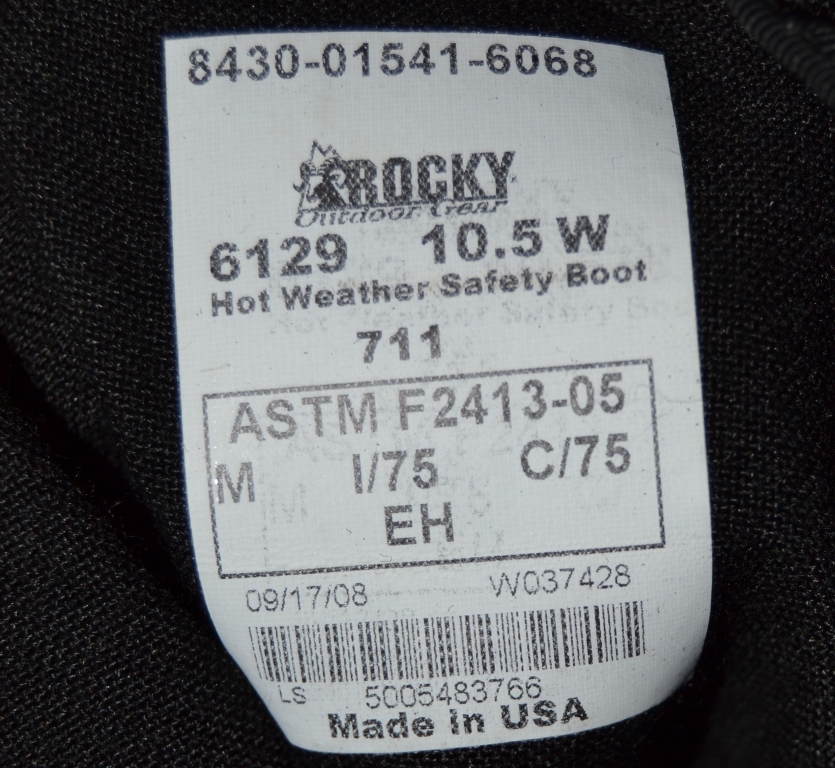 8430-01541-6068
ROCKY
Outdoor Gear
6129 10.5 W
Hot Weather Safety Boot
711
ASTM F2413-05
M I/75 C/75
EH
09/17/08 W037428
LS 5005483766
Made in USA